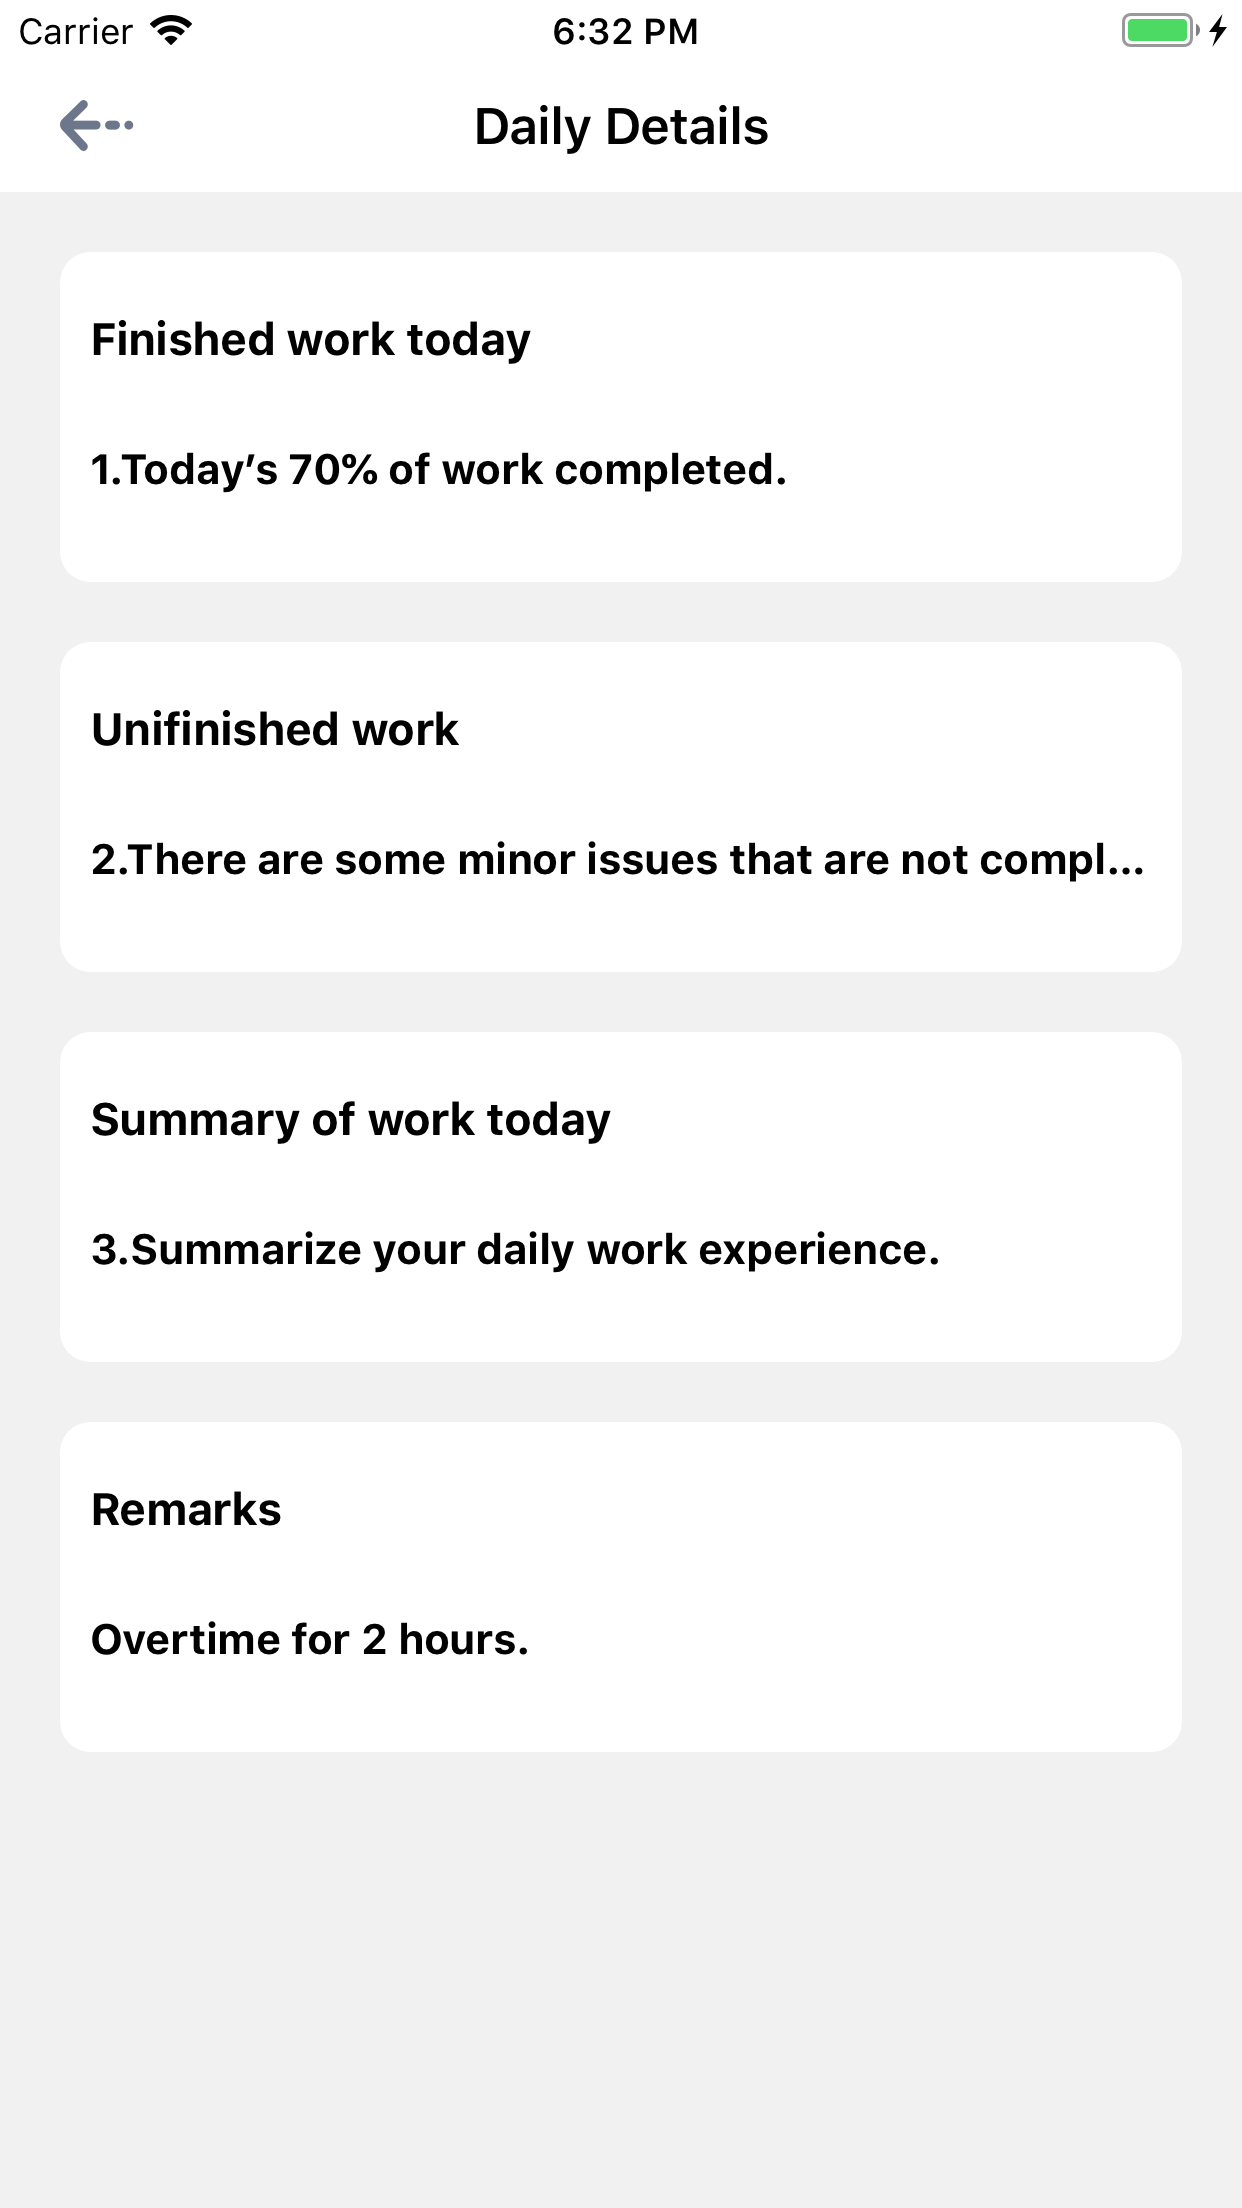 Carrier 6:32 PM
Daily Details
Finished work today
1.Today’s 70% of work completed.
Unifinished work
2.There are some minor issues that are not compl...
Summary of work today
3.Summarize your daily work experience.
Remarks
Overtime for 2 hours.